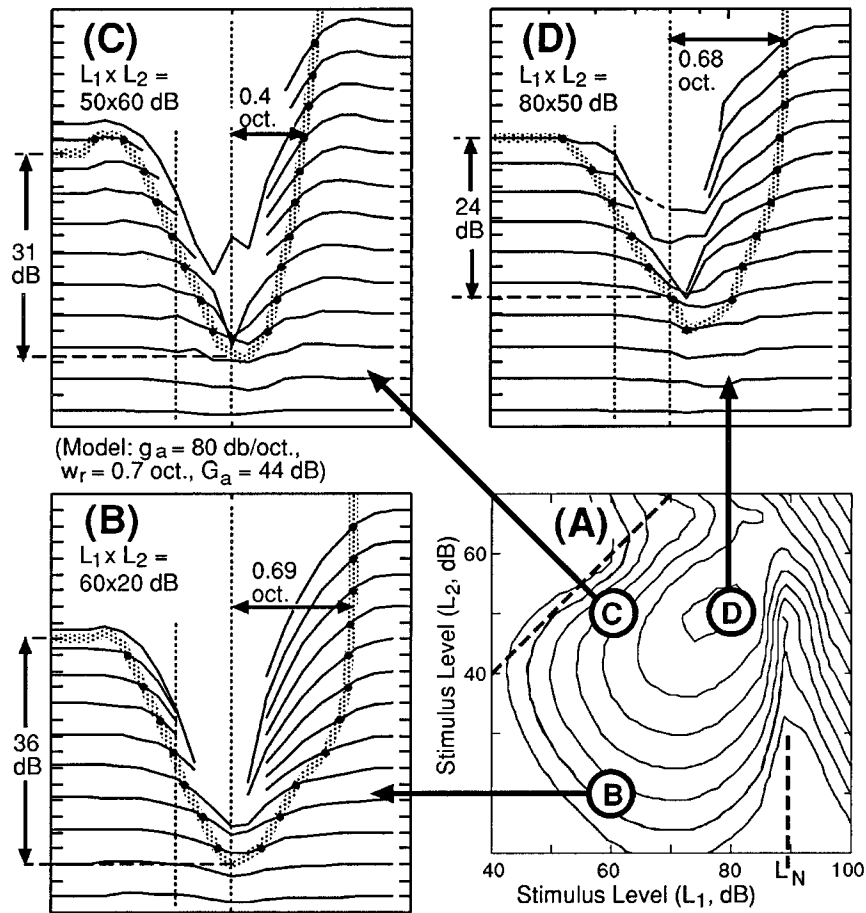 (C)
L1 x L2 =
50x60 dB
0.4
oct.
31
dB
(D)
L1 x L2 =
80x50 dB
0.68
oct.
24
dB
(Model: ga = 80 db/oct.,
wr = 0.7 oct., Ga = 44 dB)
(B)
L1 x L2 =
60x20 dB
0.69
oct.
36
dB
(A)
Stimulus Level (L2, dB)
60
40
C
D
B
40
60
80
LN
100
Stimulus Level (L1, dB)